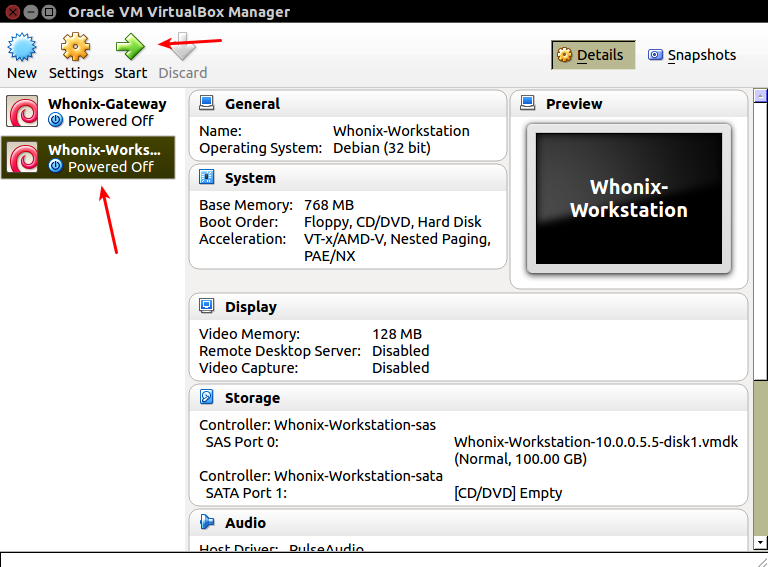 Oracle VM VirtualBox Manager
New Settings Start Discard
Details Snapshots
Whonix-Gateway
Powered Off
Whonix-Works...
Powered Off
General
Name: Whonix-Workstation
Operating System: Debian (32 bit)
System
Base Memory: 768 MB
Boot Order: Floppy, CD/DVD, Hard Disk
Acceleration: VT-x/AMD-V, Nested Paging,
PAE/NX
Preview
Whonix-
Workstation
Display
Video Memory: 128 MB
Remote Desktop Server: Disabled
Video Capture: Disabled
Storage
Controller: Whonix-Workstation-sas
SAS Port 0: Whonix-Workstation-10.0.0.5.5-disk1.vmdk
(Normal, 100.00 GB)
Controller: Whonix-Workstation-sata
SATA Port 1: [CD/DVD] Empty
Audio
Host Driver: PulseAudio